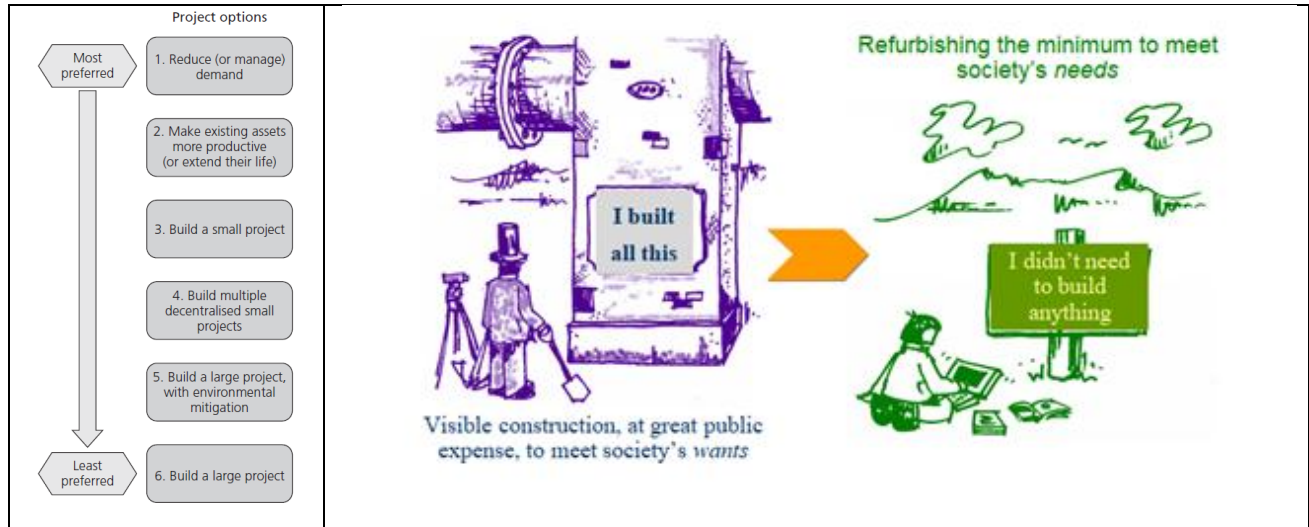 Project options
Most
preferred
1. Reduce (or manage)
demand
2. Make existing assets
more productive
(or extend their life)
3. Build a small project
4. Build multiple
decentralised small
projects
5. Build a large project,
with environmental
mitigation
Least
preferred
6. Build a large project
I built
all this
Visible construction, at great public
expense, to meet society's wants
Refurbishing the minimum to meet
society's needs
I didn't need
to build
anything